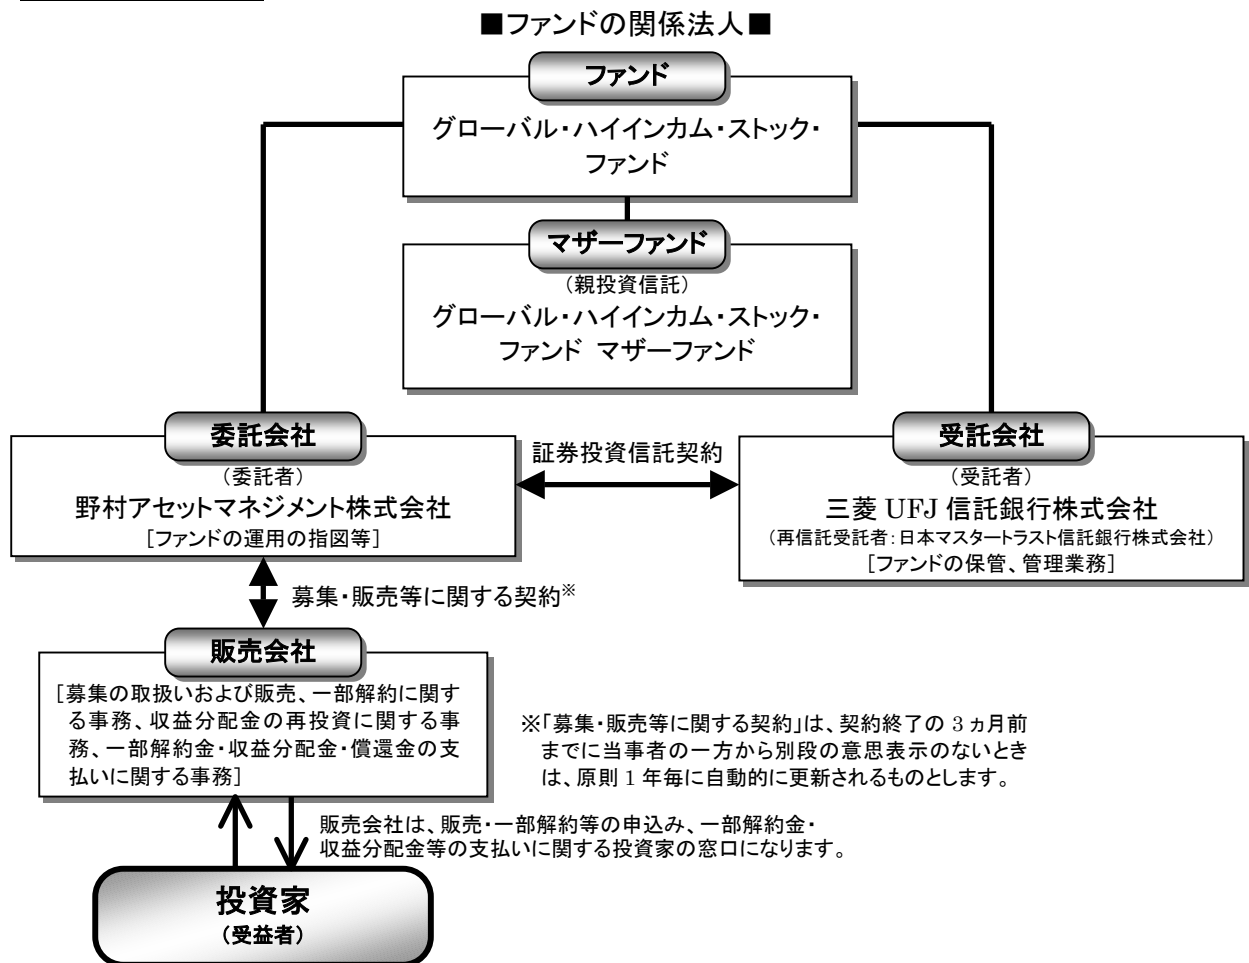 ■ファンドの関係法人■
ファンド
グローバル・ハイインカム・ストック・
ファンド
マザーファンド
（親投資信託）
グローバル・ハイインカム・ストック・
ファンド マザーファンド
委託会社
（委託者）
野村アセットマネジメント株式会社
［ファンドの運用の指図等］
証券投資信託契約
受託会社
（受託者）
三菱 UFJ 信託銀行株式会社
（再信託受託者：日本マスタートラスト信託銀行株式会社）
［ファンドの保管、管理業務］
募集・販売等に関する契約※
販売会社
［募集の取扱いおよび販売、一部解約に関す
る事務、収益分配金の再投資に関する事
務、一部解約金・収益分配金・償還金の支
払いに関する事務］
※「募集・販売等に関する契約」は、契約終了の 3 ヵ月前
までに当事者の一方から別段の意思表示のないとき
は、原則 1 年毎に自動的に更新されるものとします。
販売会社は、販売・一部解約等の申込み、一部解約金・
収益分配金等の支払いに関する投資家の窓口になります。
投資家
（受益者）